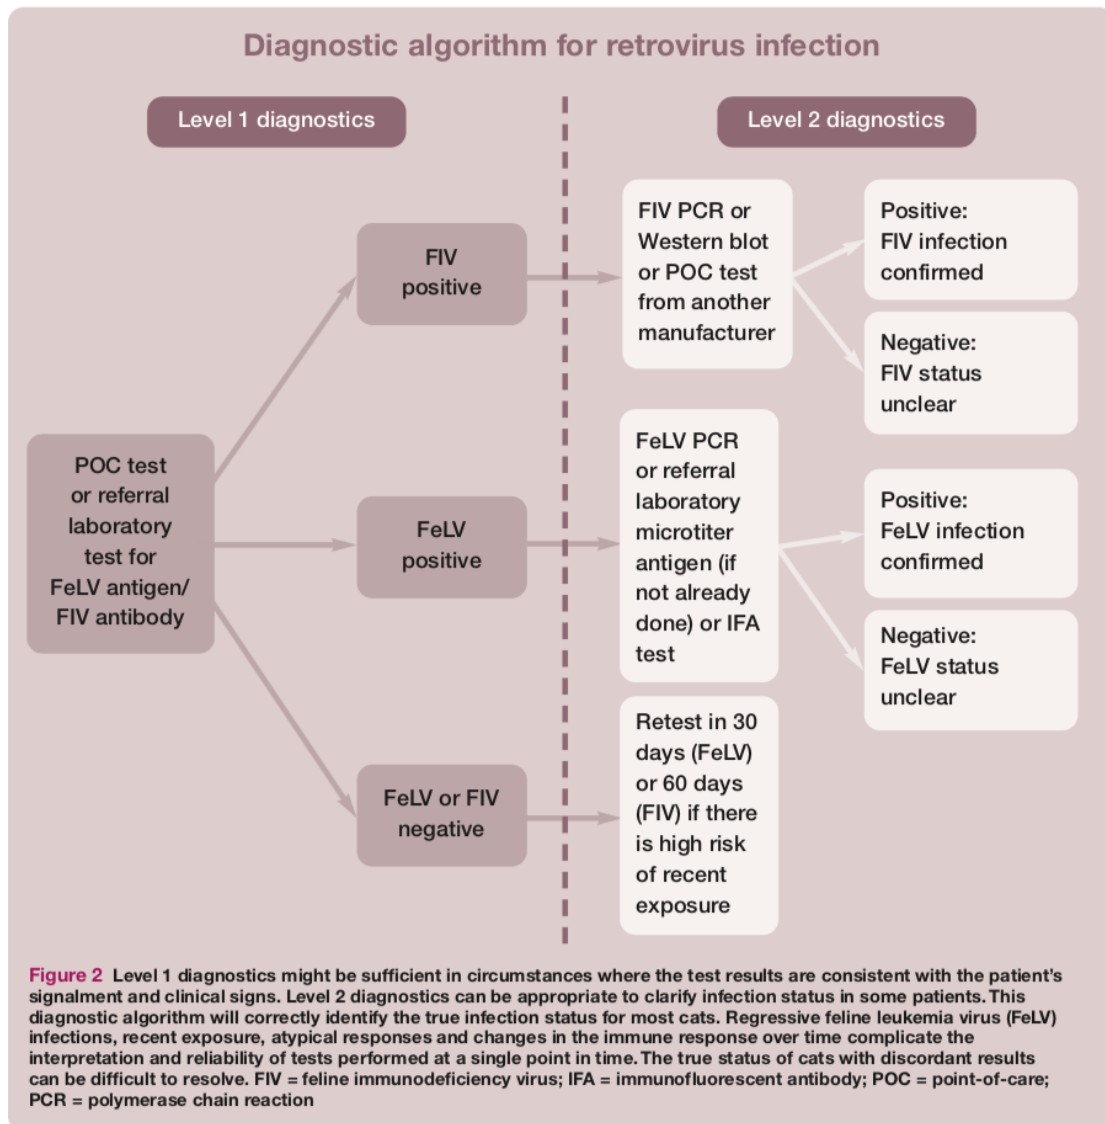 Diagnostic algorithm for retrovirus infection
Level 1 diagnostics
Level 2 diagnostics
POC test
or referral
laboratory
test for
FeLV antigen/
FIV antibody
FIV
positive
FIV PCR or
Western blot
or POC test
from another
manufacturer
Positive:
FIV infection
confirmed
Negative:
FIV status
unclear
FeLV
positive
FeLV PCR
or referral
laboratory
microtiter
antigen (if
not already
done) or IFA
test
Positive:
FeLV infection
confirmed
Negative:
FeLV status
unclear
FeLV or FIV
negative
Retest in 30
days (FeLV)
or 60 days
(FIV) if there
is high risk
of recent
exposure
Figure 2 Level 1 diagnostics might be sufficient in circumstances where the test results are consistent with the patient's
signalment and clinical signs. Level 2 diagnostics can be appropriate to clarify infection status in some patients. This
diagnostic algorithm will correctly identify the true infection status for most cats. Regressive feline leukemia virus (FeLV)
infections, recent exposure, atypical responses and changes in the immune response over time complicate the
interpretation and reliability of tests performed at a single point in time. The true status of cats with discordant results
can be difficult to resolve. FIV = feline immunodeficiency virus; IFA = immunofluorescent antibody; POC = point-of-care;
PCR = polymerase chain reaction